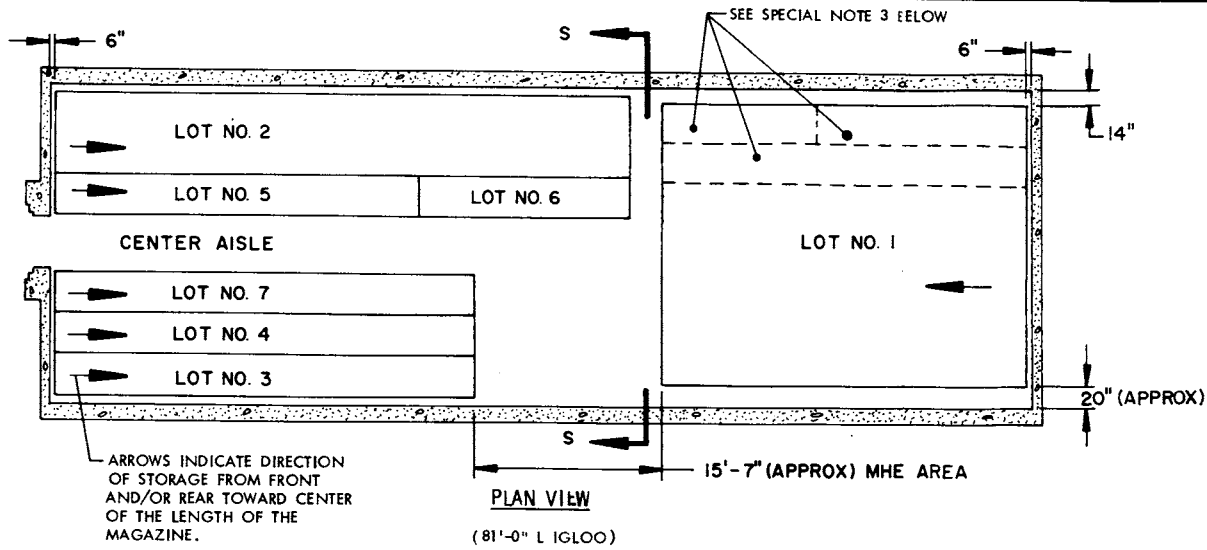 SEE SPECIAL NOTE 3 EELOW
6"
S
6"
14"
LOT NO. 2
LOT NO. 5
LOT NO. 6
CENTER AISLE
LOT NO. 1
LOT NO. 7
LOT NO. 4
LOT NO. 3
20" (APPROX)
S
15'-7" (APPROX) MHE AREA
ARROWS INDICATE DIRECTION
OF STORAGE FROM FRONT
AND/OR REAR TOWARD CENTER
OF THE LENGTH OF THE
MAGAZINE.
PLAN VIEW
(81'-0" L IGLOO)